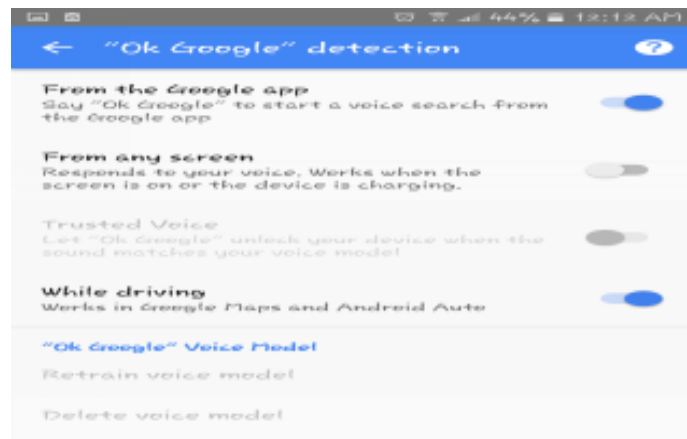 44% 12:12 AM
"Ok Google" detection
From the Google app
Say "Ok Google" to start a voice search from
the Google app
From any screen
Responds to your voice. Works when the
screen is on or the device is charging.
Trusted Voice
Let "Ok Google" unlock your device when the
sound matches your voice model
While driving
Works in Google Maps and Android Auto
"Ok Google" Voice Model
Retrain voice model
Delete voice model